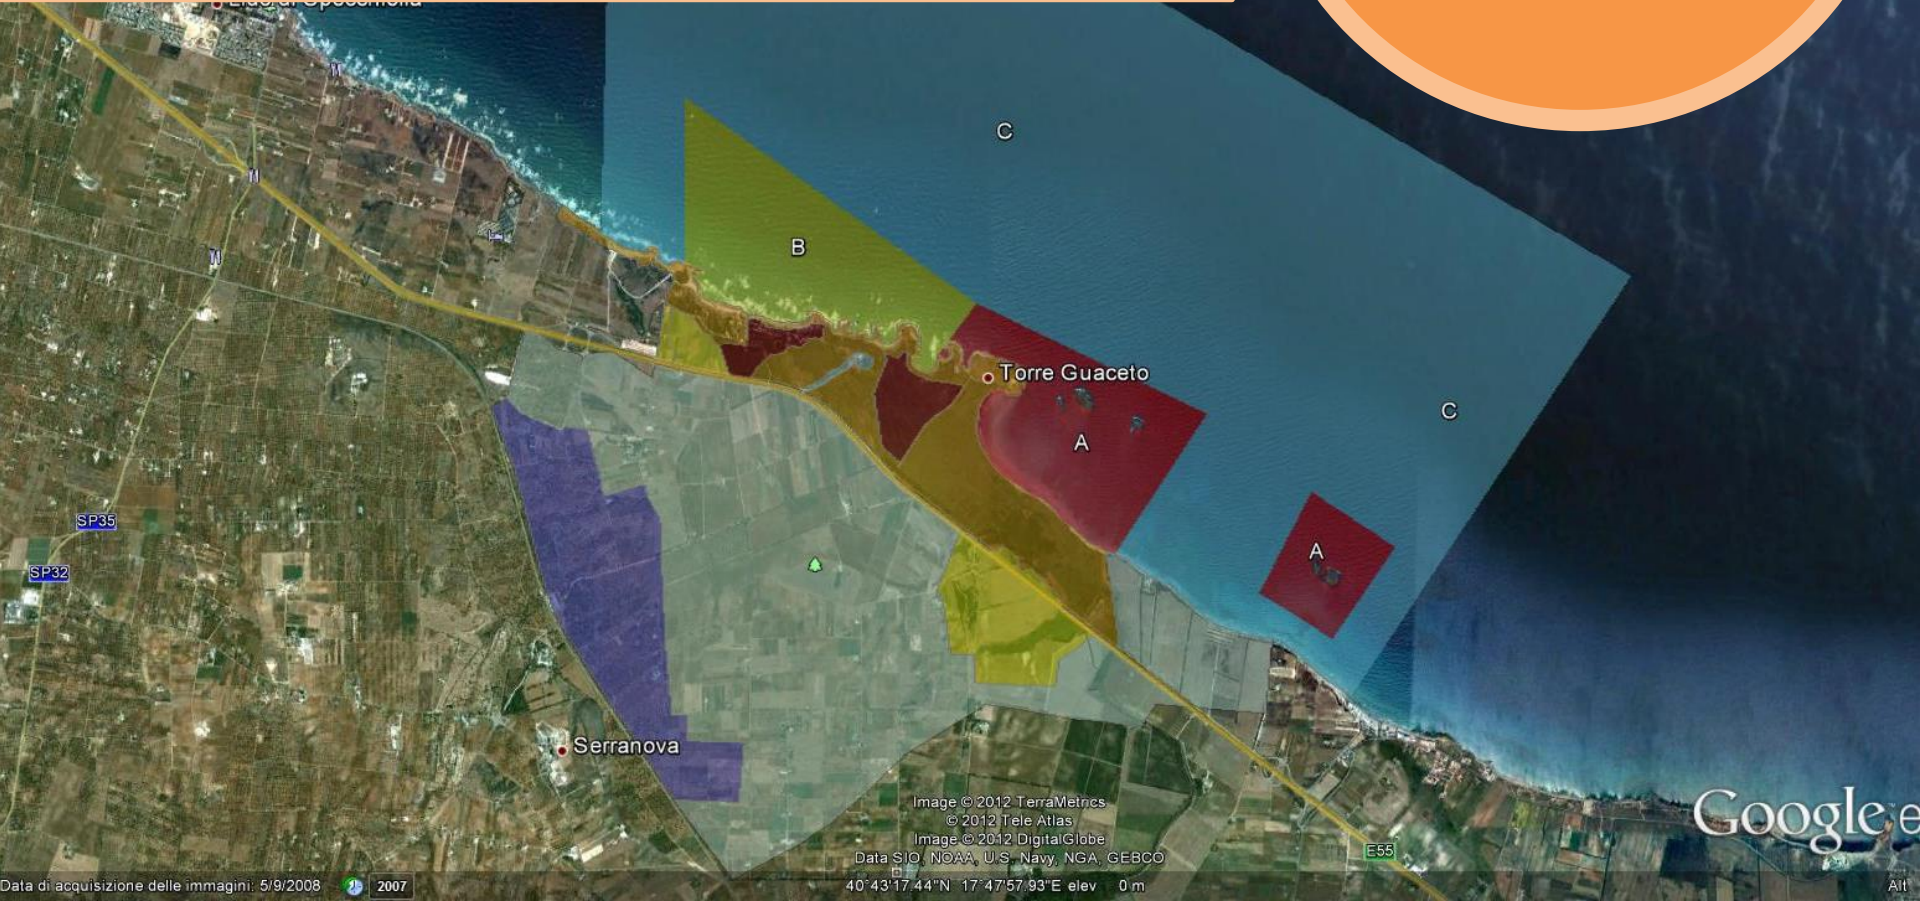 C
B
Torre Guaceto
C
A
SP35
A
SP32
Serranova
Image © 2012 TerraMetrics
© 2012 Tele Atlas
Image © 2012 DigitalGlobe
Data SIO, NOAA, U.S. Navy, NGA, GEBCO
Google e
E55
Data di acquisizione delle immagini: 5/9/2008 2007 40°43'17.44"N 17°47'57.93"E elev 0 m Alt